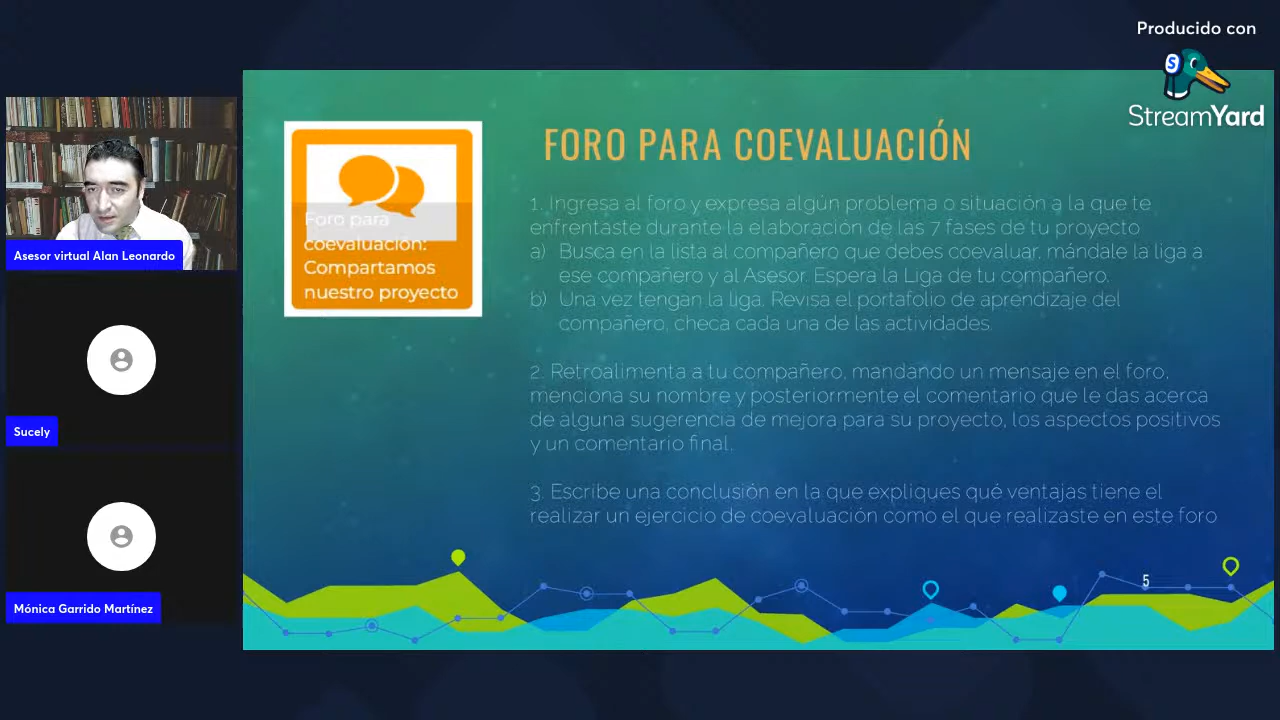 Producido con
StreamYard
Asesor virtual Alan Leonardo
Sucely
Mónica Garrido Martínez
Foro para
coevaluación:
Compartamos
nuestro proyecto
FORO PARA COEVALUACIÓN
1. Ingresa al foro y expresa algún problema o situación a la que te
enfrentaste durante la elaboración de las 7 fases de tu proyecto
a) Busca en la lista al compañero que debes coevaluar, mándale la liga a
ese compañero y al Asesor. Espera la Liga de tu compañero.
b) Una vez tengan la liga. Revisa el portafolio de aprendizaje del
compañero, checa cada una de las actividades.
2. Retroalimenta a tu compañero, mandando un mensaje en el foro,
menciona su nombre y posteriormente el comentario que le das acerca
de alguna sugerencia de mejora para su proyecto, los aspectos positivos
y un comentario final.
3. Escribe una conclusión en la que expliques qué ventajas tiene el
realizar un ejercicio de coevaluación como el que realizaste en este foro
5